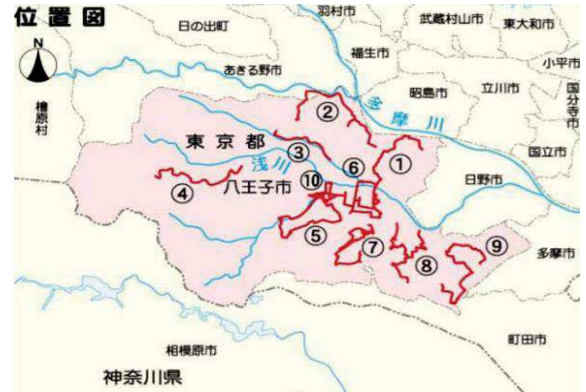 位置図
N
日の出町
羽村市
武蔵村山市
東大和市
福生市
小平市
あきる野市
昭島市
立川市
国分寺市
檜原村
多摩川
②
東京都
③
浅川
⑥
①
国立市
④
八王子市
⑩
日野市
⑤
⑦
⑧
⑨
多摩市
町田市
相模原市
神奈川県